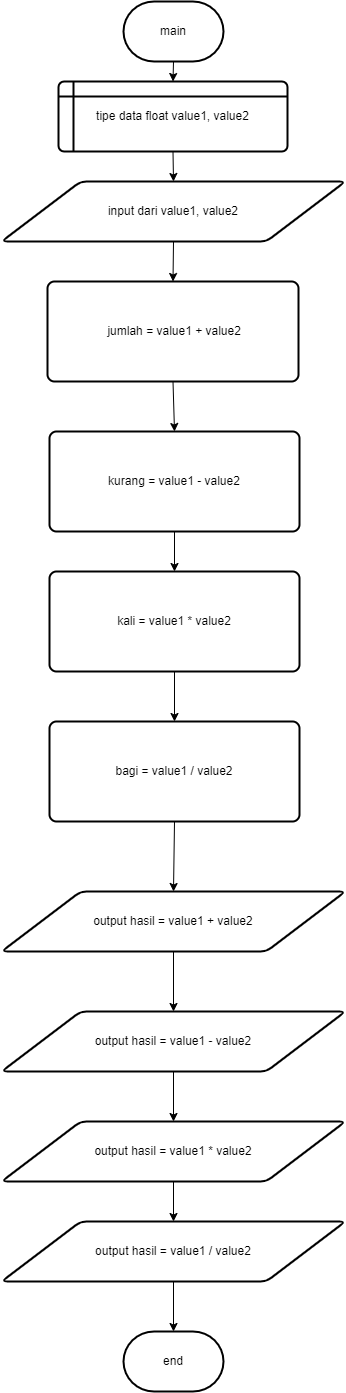 main
tipe data float value1, value2
input dari value1, value2
jumlah = value1 + value2
kurang = value1 - value2
kali = value1 * value2
bagi = value1 / value2
output hasil = value1 + value2
output hasil = value1 - value2
output hasil = value1 * value2
output hasil = value1 / value2
end